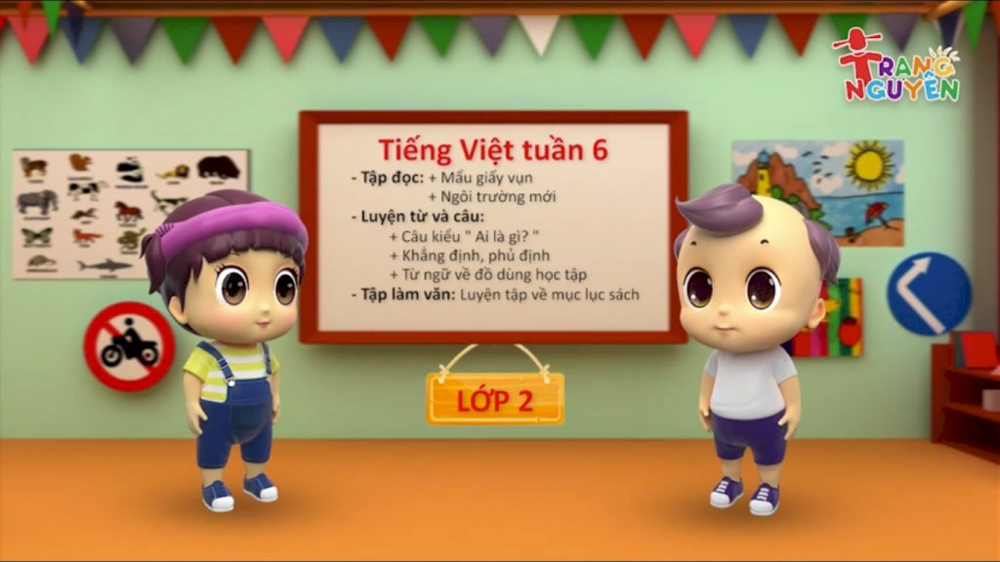 TRẠNG
NGUYÊN
Tiếng Việt tuần 6
- Tập đọc: + Mẩu giấy vụn
+ Ngôi trường mới
- Luyện từ và câu:
+ Câu kiểu " Ai là gì? "
+ Khẳng định, phủ định
+ Từ ngữ về đồ dùng học tập
- Tập làm văn: Luyện tập về mục lục sách
LỚP 2